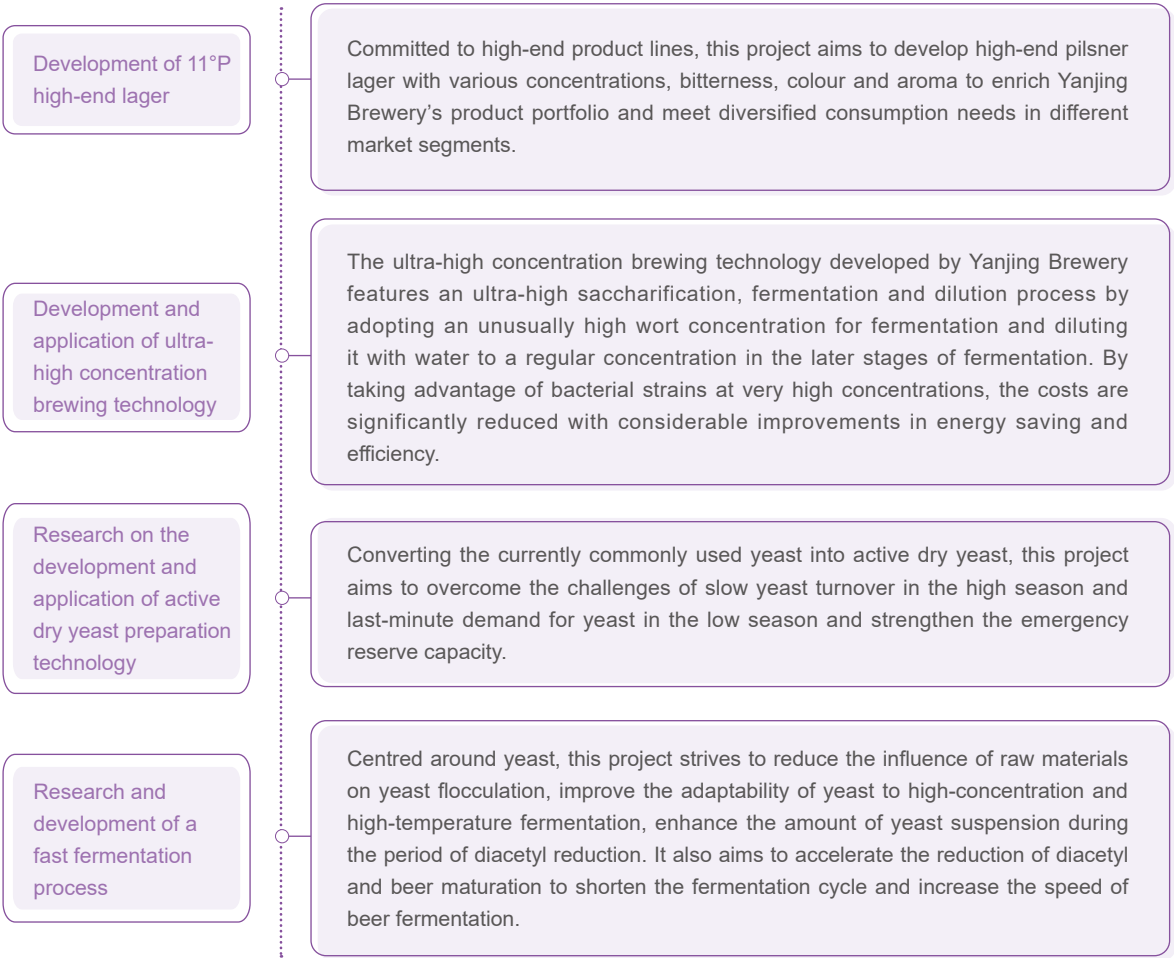 Development of 11°P
high-end lager
Committed to high-end product lines, this project aims to develop high-end pilsner
lager with various concentrations, bitterness, colour and aroma to enrich Yanjing
Brewery’s product portfolio and meet diversified consumption needs in different
market segments.
Development and
application of ultra-
high concentration
brewing technology
The ultra-high concentration brewing technology developed by Yanjing Brewery
features an ultra-high saccharification, fermentation and dilution process by
adopting an unusually high wort concentration for fermentation and diluting
it with water to a regular concentration in the later stages of fermentation. By
taking advantage of bacterial strains at very high concentrations, the costs are
significantly reduced with considerable improvements in energy saving and
efficiency.
Research on the
development and
application of active
dry yeast preparation
technology
Converting the currently commonly used yeast into active dry yeast, this project
aims to overcome the challenges of slow yeast turnover in the high season and
last-minute demand for yeast in the low season and strengthen the emergency
reserve capacity.
Research and
development of a
fast fermentation
process
Centred around yeast, this project strives to reduce the influence of raw materials
on yeast flocculation, improve the adaptability of yeast to high-concentration and
high-temperature fermentation, enhance the amount of yeast suspension during
the period of diacetyl reduction. It also aims to accelerate the reduction of diacetyl
and beer maturation to shorten the fermentation cycle and increase the speed of
beer fermentation.